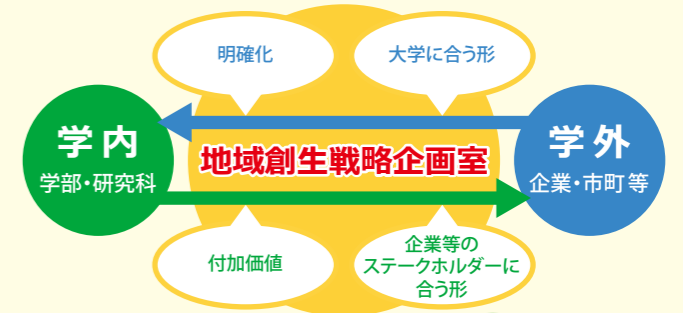 明確化
大学に合う形
学内
学部・研究科
地域創生戦略企画室
学外
企業・市町等
付加価値
企業等の
ステークホルダーに
合う形